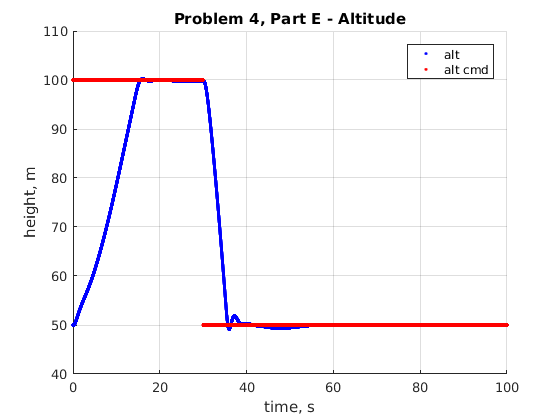 Problem 4, Part E - Altitude
110
100
90
80
70
60
50
40
height, m
alt
alt cmd
0 20 40 60 80 100
time, s